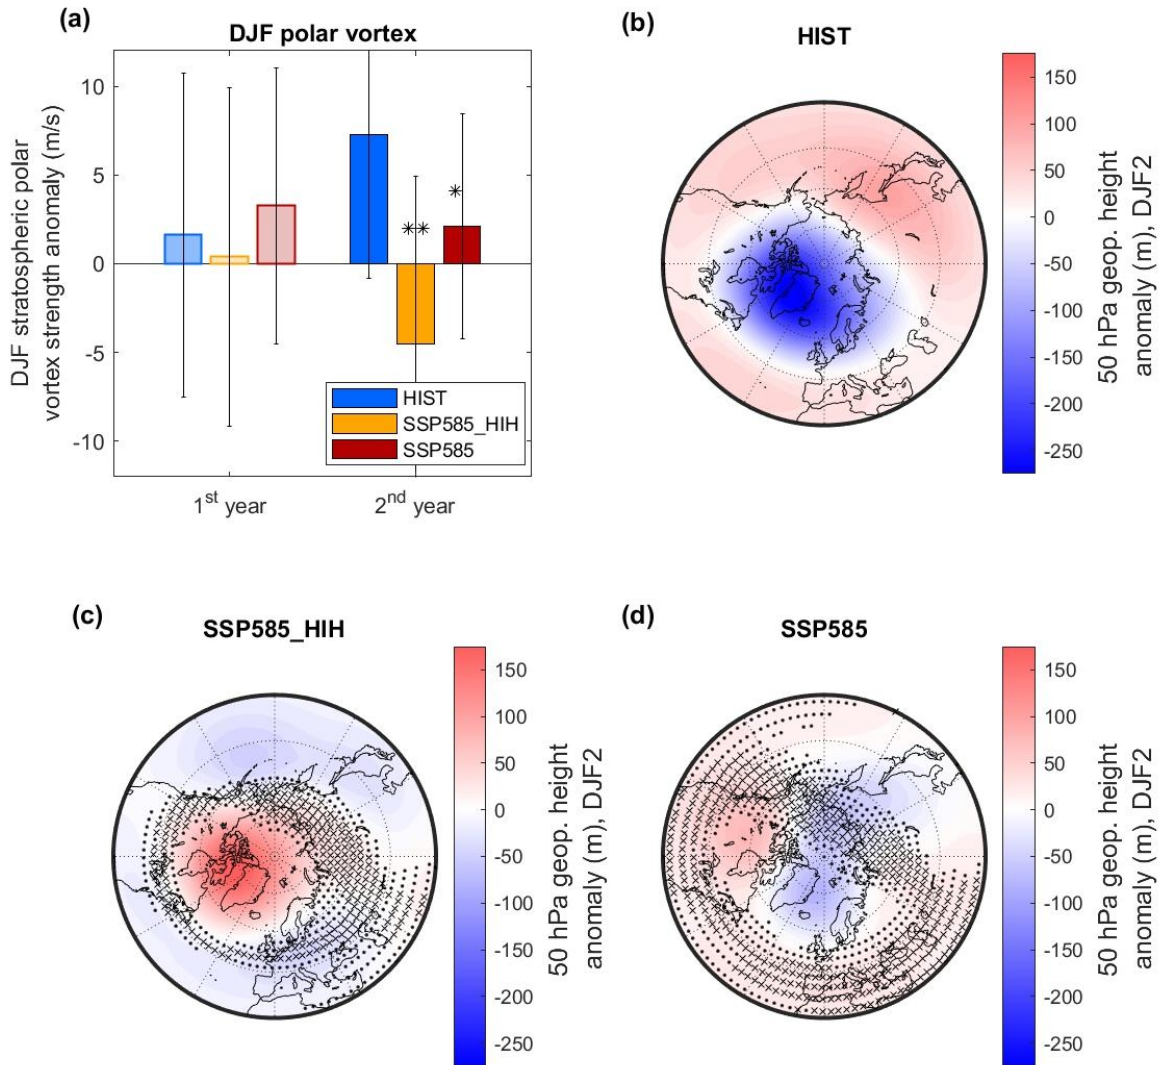 (a)
DJF polar vortex
DJF stratospheric polar
vortex strength anomaly (m/s)
10
5
0
-5
-10
1st year
2nd year
**
*
HIST
SSP585_HIH
SSP585
(b)
HIST
150
100
50
0
-50
-100
-150
-200
-250
50 hPa geop. height
anomaly (m), DJF2
(c)
SSP585_HIH
150
100
50
0
-50
-100
-150
-200
-250
50 hPa geop. height
anomaly (m), DJF2
(d)
SSP585
150
100
50
0
-50
-100
-150
-200
-250
50 hPa geop. height
anomaly (m), DJF2